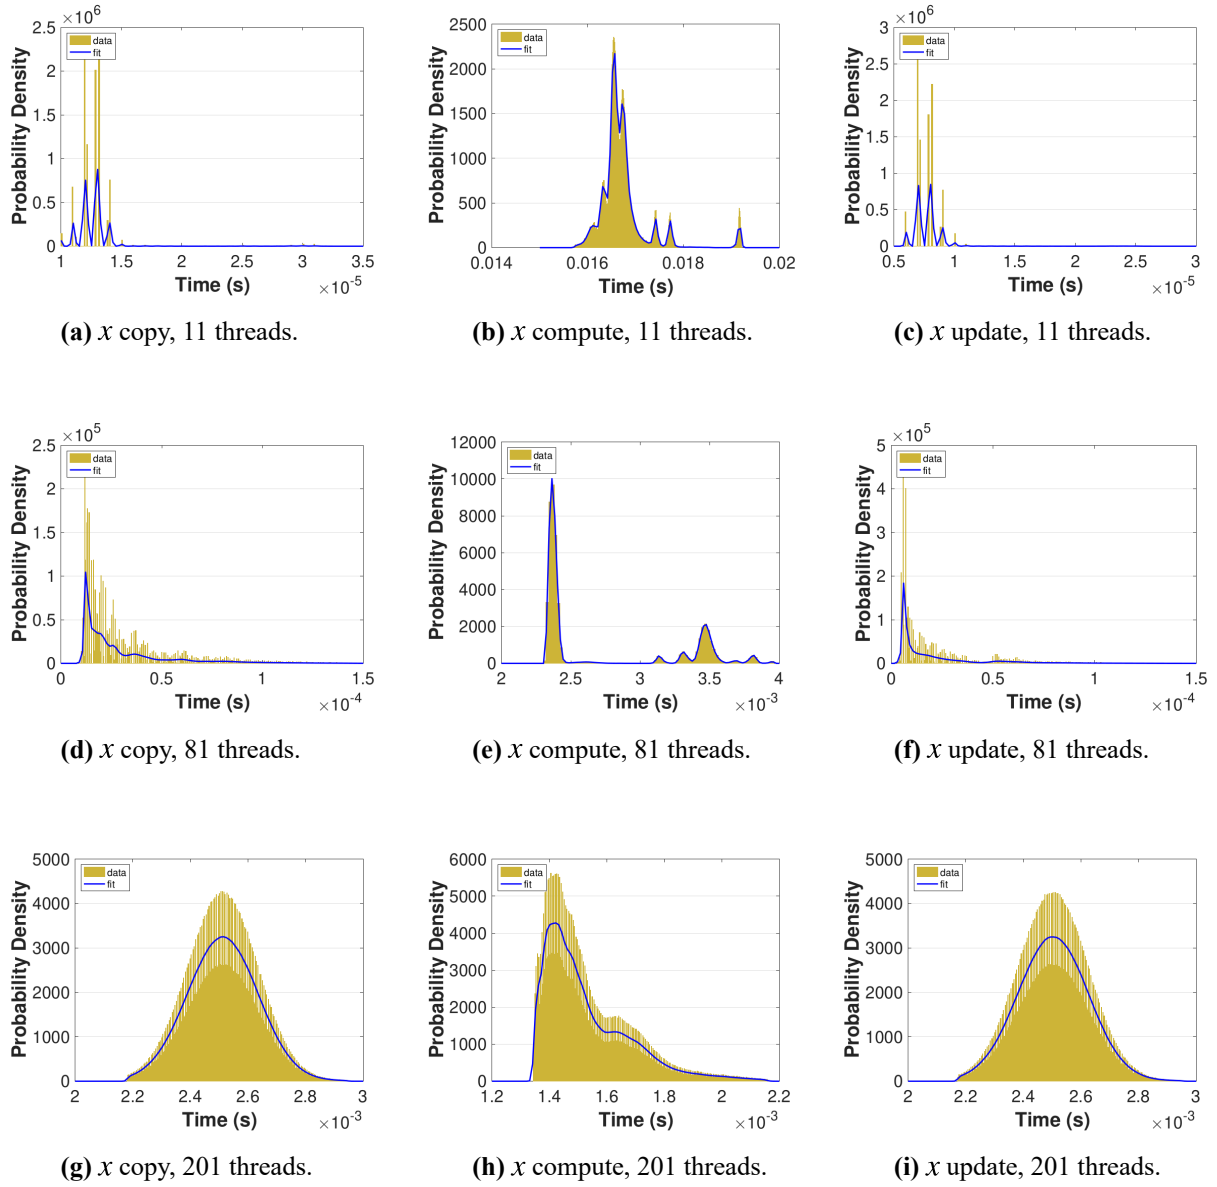 ×10^6
2.5
2
1.5
1
0.5
0
data
fit
Probability Density
1 1.5 2 2.5 3 3.5
Time (s)
×10^-5
(a) x copy, 11 threads.
2500
2000
1500
1000
500
0
data
fit
Probability Density
0.014 0.016 0.018 0.02
Time (s)
(b) x compute, 11 threads.
×10^6
3
2.5
2
1.5
1
0.5
0
data
fit
Probability Density
0.5 1 1.5 2 2.5 3
Time (s)
×10^-5
(c) x update, 11 threads.
×10^5
2.5
2
1.5
1
0.5
0
data
fit
Probability Density
0 0.5 1 1.5
Time (s)
×10^-4
(d) x copy, 81 threads.
12000
10000
8000
6000
4000
2000
0
data
fit
Probability Density
2 2.5 3 3.5 4
Time (s)
×10^-3
(e) x compute, 81 threads.
×10^5
5
4
3
2
1
0
data
fit
Probability Density
0 0.5 1 1.5
Time (s)
×10^-4
(f) x update, 81 threads.
5000
4000
3000
2000
1000
0
data
fit
Probability Density
2 2.2 2.4 2.6 2.8 3
Time (s)
×10^-3
(g) x copy, 201 threads.
6000
5000
4000
3000
2000
1000
0
data
fit
Probability Density
1.2 1.4 1.6 1.8 2 2.2
Time (s)
×10^-3
(h) x compute, 201 threads.
5000
4000
3000
2000
1000
0
data
fit
Probability Density
2 2.2 2.4 2.6 2.8 3
Time (s)
×10^-3
(i) x update, 201 threads.